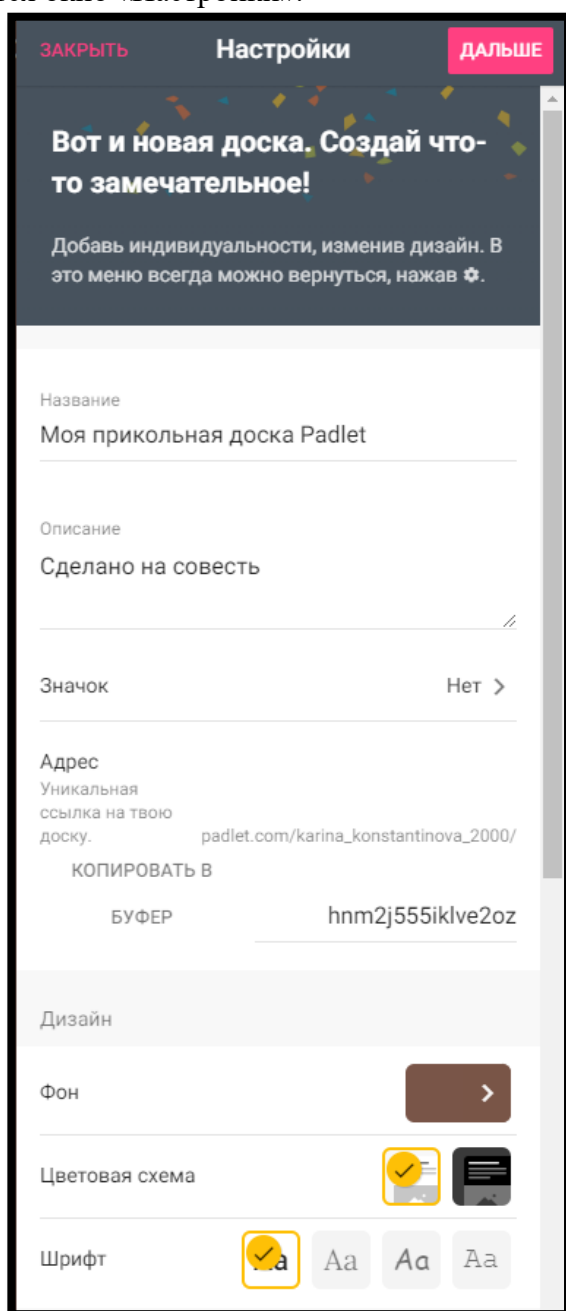 ЗАКРЫТЬ Настройки ДАЛЬШЕ
Вот и новая доска. Создай что-
то замечательное!
Добавь индивидуальности, изменив дизайн. В
это меню всегда можно вернуться, нажав ⚙.
Название
Моя прикольная доска Padlet
Описание
Сделано на совесть
Значок Нет >
Адрес
Уникальная
ссылка на твою
доску. padlet.com/karina_konstantinova_2000/
КОПИРОВАТЬ В
БУФЕР hnm2j555iklve2oz
Дизайн
Фон
Цветовая схема
Шрифт Aa Aa Aa